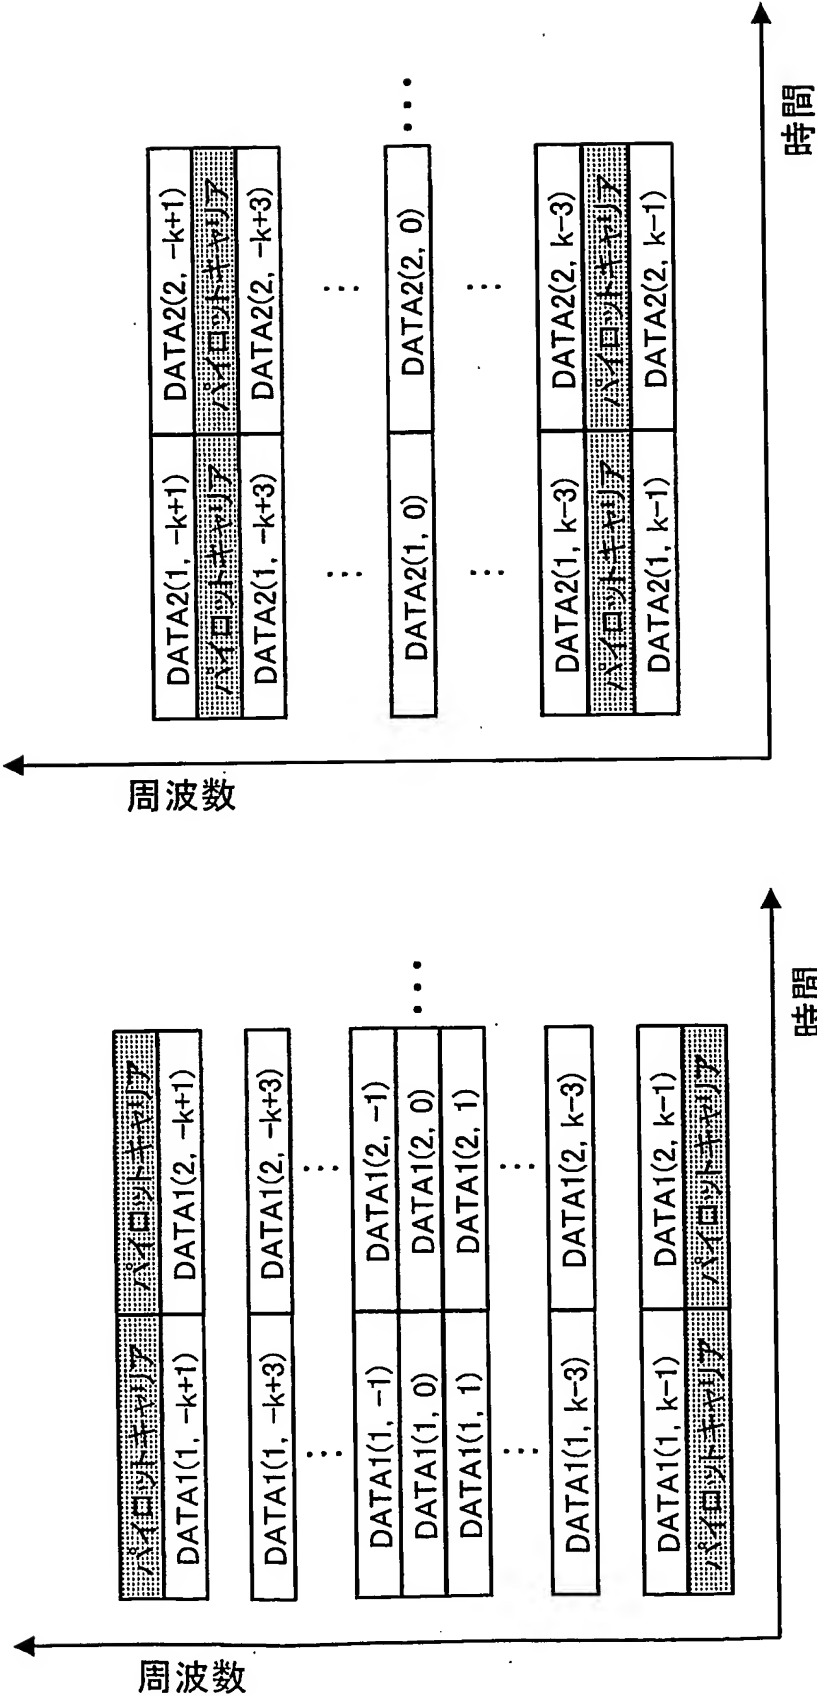 DATA2(1, −k+1) DATA2(2, −k+1)
パイロットキャリア パイロットキャリア
DATA2(1, −k+3) DATA2(2, −k+3)
… …
DATA2(1, 0) DATA2(2, 0) …
… …
DATA2(1, k−3) DATA2(2, k−3)
パイロットキャリア パイロットキャリア
DATA2(1, k−1) DATA2(2, k−1)
時間
周波数
パイロットキャリア パイロットキャリア
DATA1(1, −k+1) DATA1(2, −k+1)
DATA1(1, −k+3) DATA1(2, −k+3)
… …
DATA1(1, −1) DATA1(2, −1)
DATA1(1, 0) DATA1(2, 0) …
DATA1(1, 1) DATA1(2, 1)
… …
DATA1(1, k−3) DATA1(2, k−3)
DATA1(1, k−1) DATA1(2, k−1)
パイロットキャリア パイロットキャリア
時間
周波数